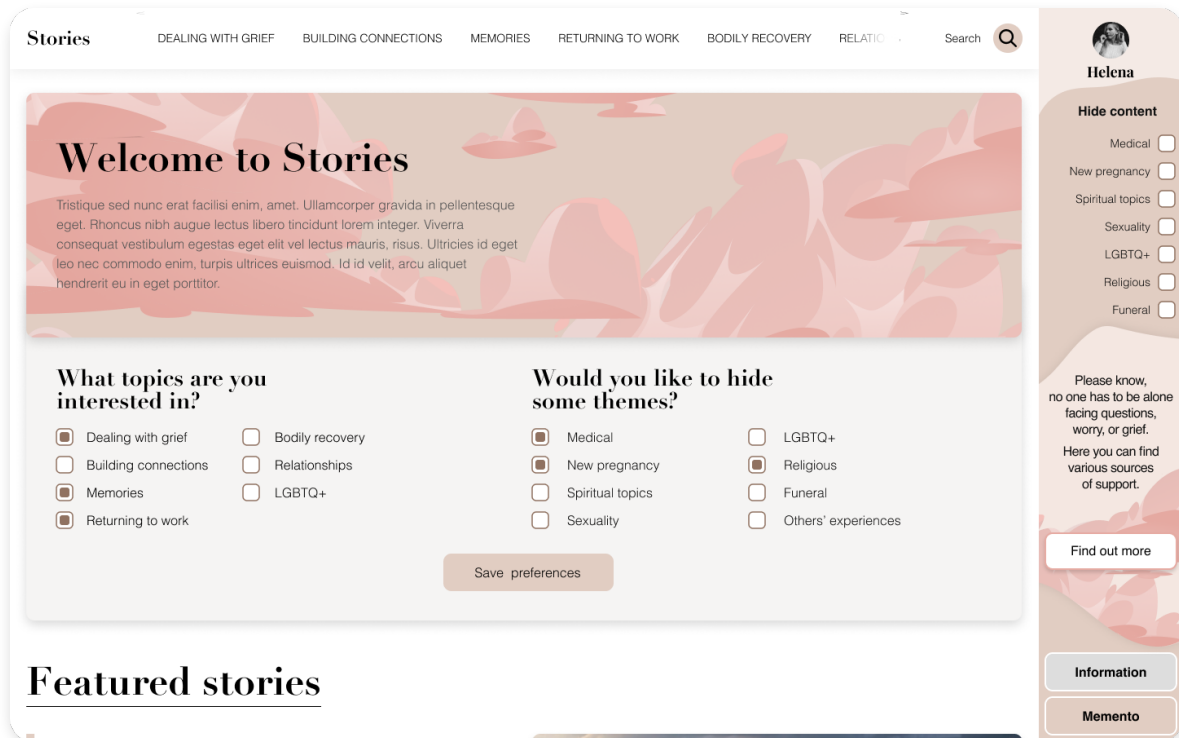 Stories
DEALING WITH GRIEF
BUILDING CONNECTIONS
MEMORIES
RETURNING TO WORK
BODILY RECOVERY
Search
Welcome to Stories
Tristique sed nunc erat facilisi enim, amet. Ullamcorper gravida in pellentesque
eget. Rhoncus nibh augue lectus libero tincidunt lorem integer. Viverra
consequat vestibulum egestas eget elit vel lectus mauris, risus. Ultricies id eget
leo nec commodo enim, turpis ultrices euismod. Id id velit, arcu aliquet
hendrerit eu in eget porttitor.
What topics are you
interested in?
Dealing with grief
Building connections
Memories
Returning to work
Bodily recovery
Relationships
LGBTQ+
Would you like to hide
some themes?
Medical
New pregnancy
Spiritual topics
Sexuality
LGBTQ+
Religious
Funeral
Others' experiences
Save preferences
Featured stories
Helena
Hide content
Medical
New pregnancy
Spiritual topics
Sexuality
LGBTQ+
Religious
Funeral
Please know,
no one has to be alone
facing questions,
worry, or grief.
Here you can find
various sources
of support.
Find out more
Information
Memento